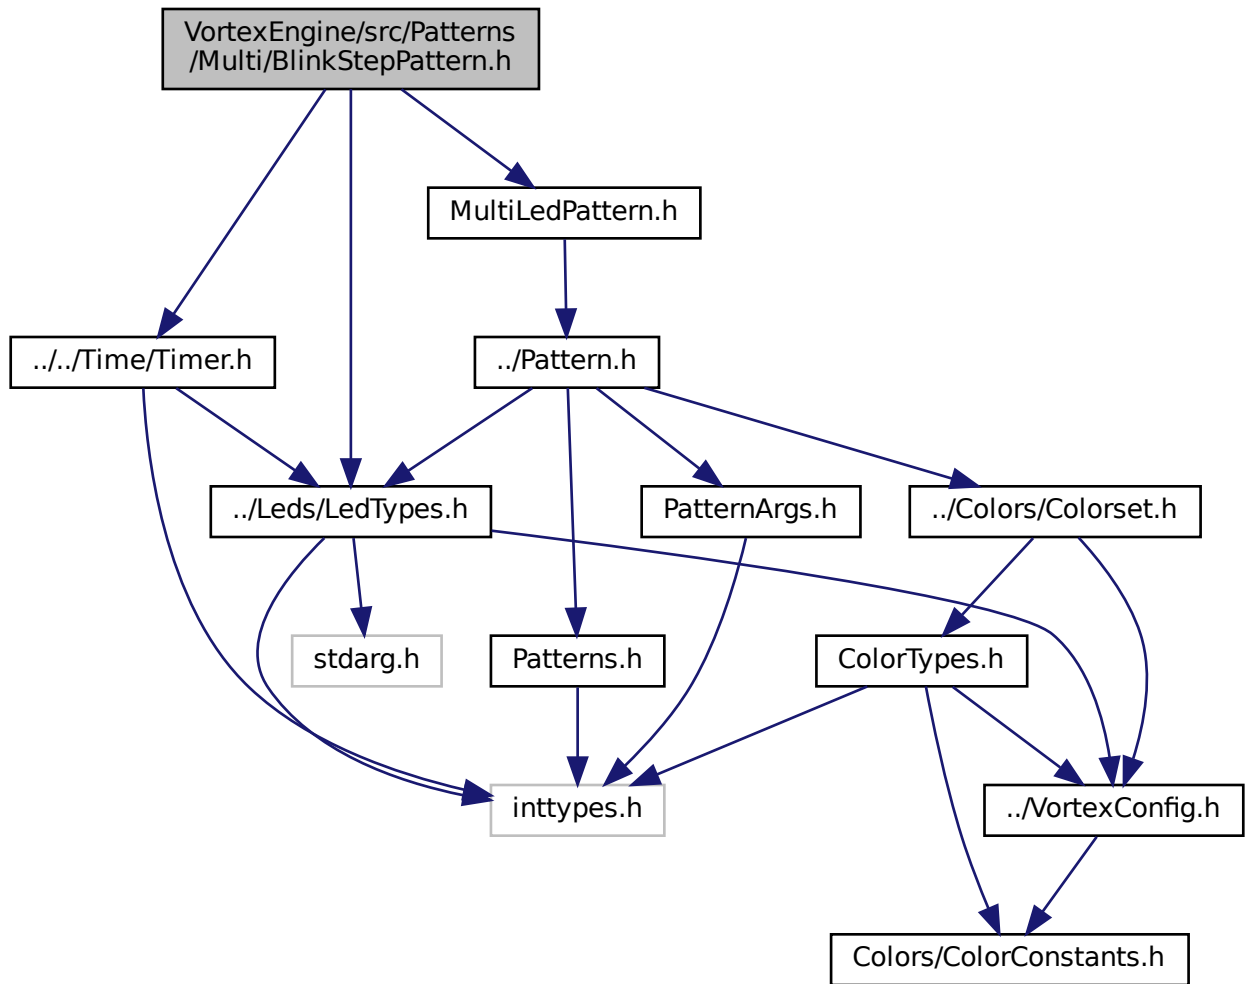 VortexEngine/src/Patterns
/Multi/BlinkStepPattern.h
MultiLedPattern.h
../../Time/Timer.h
../Pattern.h
../Leds/LedTypes.h
PatternArgs.h
../Colors/Colorset.h
stdarg.h
Patterns.h
ColorTypes.h
inttypes.h
../VortexConfig.h
Colors/ColorConstants.h